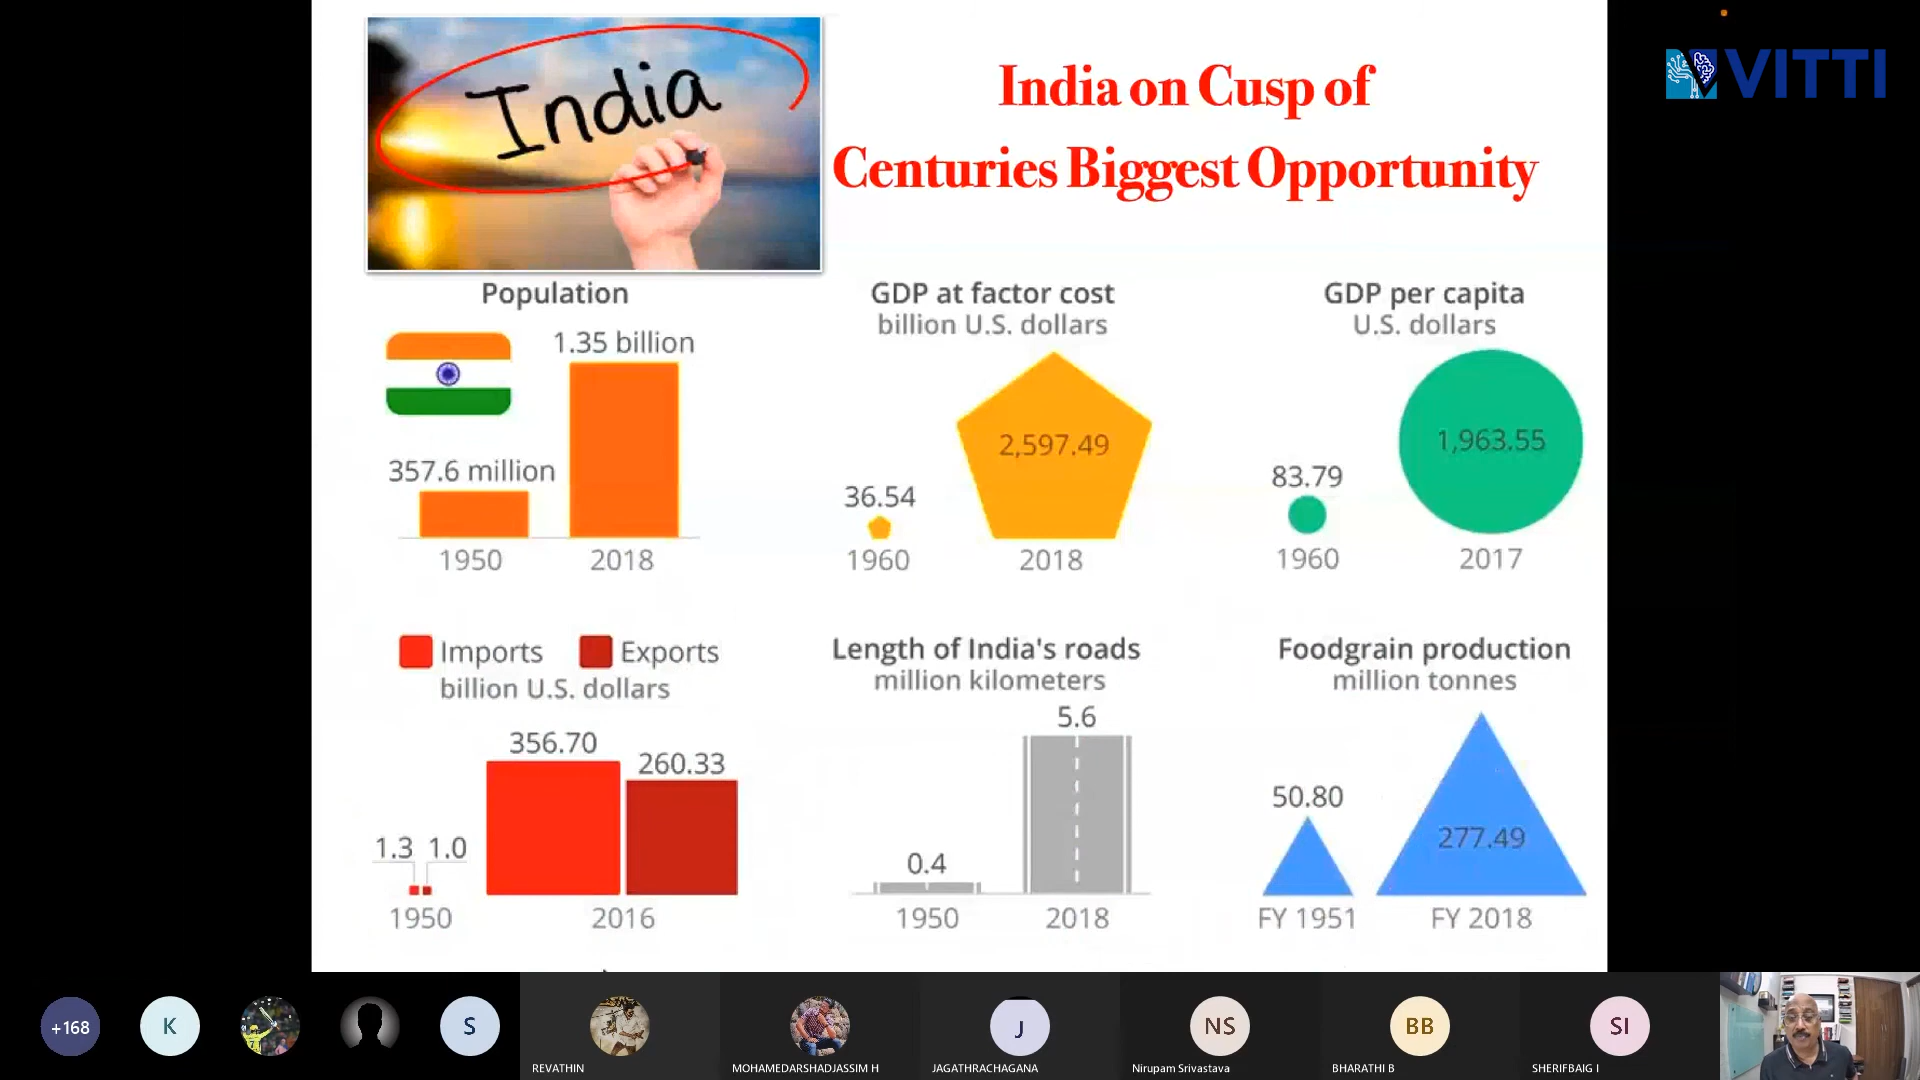 India
India on Cusp of
Centuries Biggest Opportunity
VITTI
Population
1.35 billion
357.6 million
1950
2018
GDP at factor cost
billion U.S. dollars
2,597.49
36.54
1960
2018
GDP per capita
U.S. dollars
1,963.55
83.79
1960
2017
Imports
Exports
billion U.S. dollars
356.70
260.33
1.3
1.0
1950
2016
Length of India's roads
million kilometers
5.6
0.4
1950
2018
Foodgrain production
million tonnes
50.80
277.49
FY 1951
FY 2018
+168
K
S
J
NS
BB
SI
REVATHIN
MOHAMEDARSHADJASSIM H
JAGATHRACHAGANA
Nirupam Srivastava
BHARATHI B
SHERIFBAIG I